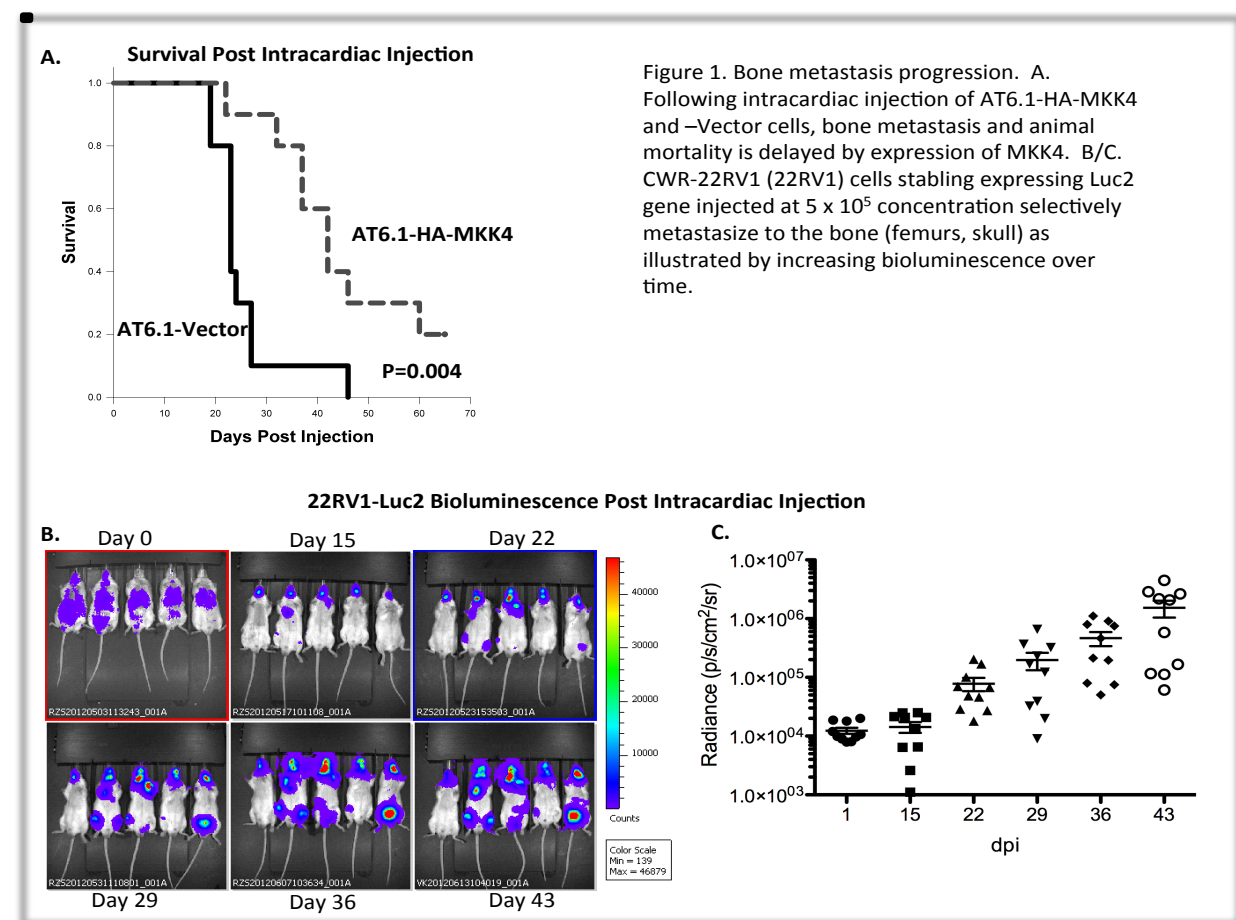 A.
Survival Post Intracardiac Injection
1.0
0.8
0.6
0.4
0.2
0.0
Survival
AT6.1-HA-MKK4
AT6.1-Vector
P=0.004
0 10 20 30 40 50 60 70
Days Post Injection
Figure 1. Bone metastasis progression. A.
Following intracardiac injection of AT6.1-HA-MKK4
and –Vector cells, bone metastasis and animal
mortality is delayed by expression of MKK4. B/C.
CWR-22RV1 (22RV1) cells stabling expressing Luc2
gene injected at 5 x 10⁵ concentration selectively
metastasize to the bone (femurs, skull) as
illustrated by increasing bioluminescence over
time.
22RV1-Luc2 Bioluminescence Post Intracardiac Injection
B.
Day 0 Day 15 Day 22
RZS20120503113243_001A RZS20120517101108_001A RZS20120523153503_001A
RZS20120531110801_001A RZS20120607103634_001A VK20120613104019_001A
Day 29 Day 36 Day 43
40000
30000
20000
10000
Counts
Color Scale
Min = 139
Max = 46879
C.
1.0×10⁰⁷
1.0×10⁰⁶
1.0×10⁰⁵
1.0×10⁰⁴
1.0×10⁰³
Radiance (p/s/cm²/sr)
1 15 22 29 36 43
dpi